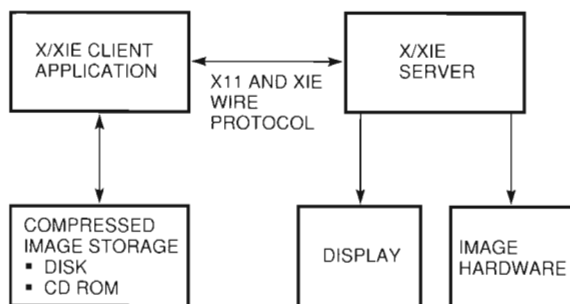 X/XIE CLIENT
APPLICATION
X11 AND XIE
WIRE
PROTOCOL
X/XIE
SERVER
COMPRESSED
IMAGE STORAGE
▪ DISK
▪ CD ROM
DISPLAY
IMAGE
HARDWARE